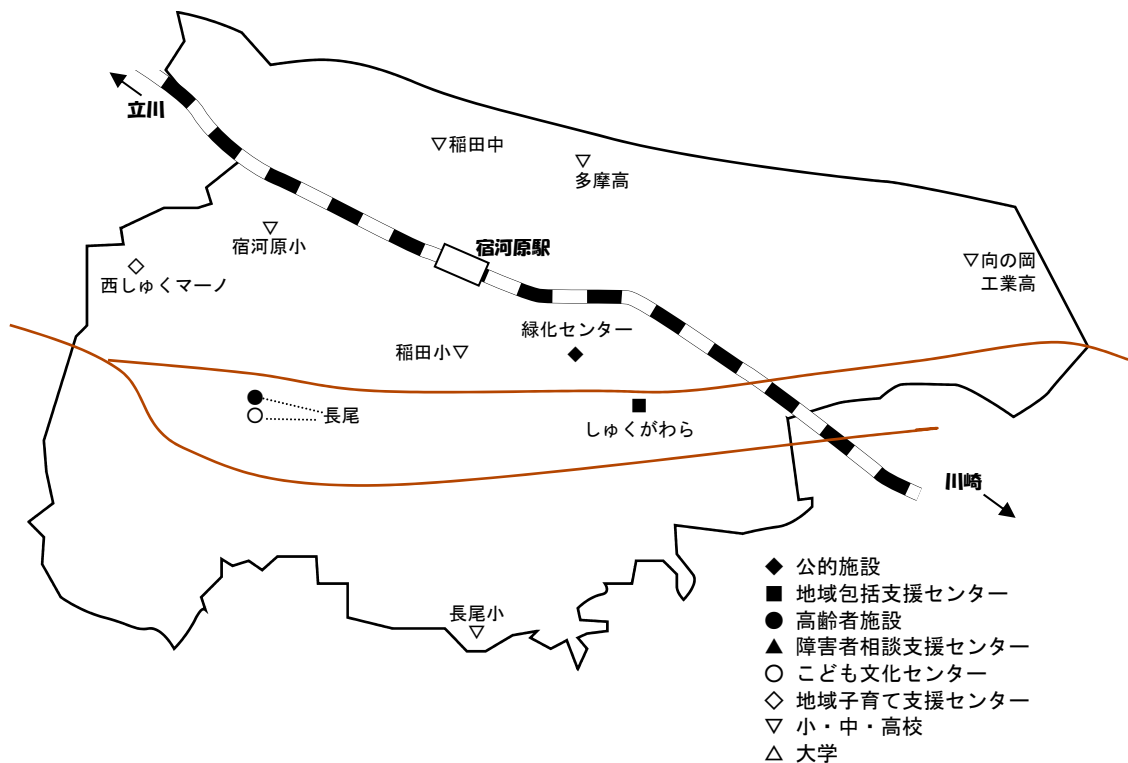 立川
▽稲田中
▽
多摩高
▽
宿河原小
宿河原駅
◇
西しゅくマーノ
▽向の岡
工業高
緑化センター
◆
稲田小▽
●
○
長尾
■
しゅくがわら
川崎
長尾小
▽
◆ 公的施設
■ 地域包括支援センター
● 高齢者施設
▲ 障害者相談支援センター
○ こども文化センター
◇ 地域子育て支援センター
▽ 小・中・高校
△ 大学